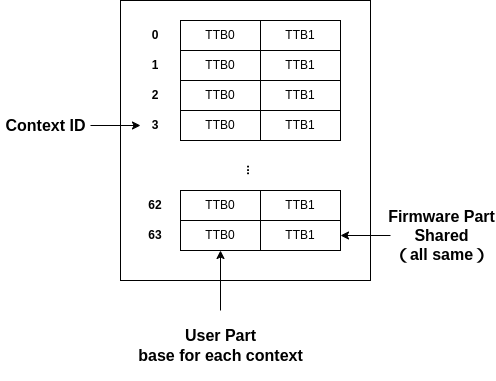 0 TTB0 TTB1
1 TTB0 TTB1
2 TTB0 TTB1
Context ID 3 TTB0 TTB1
...
62 TTB0 TTB1
63 TTB0 TTB1
Firmware Part
Shared
(all same)
User Part
base for each context